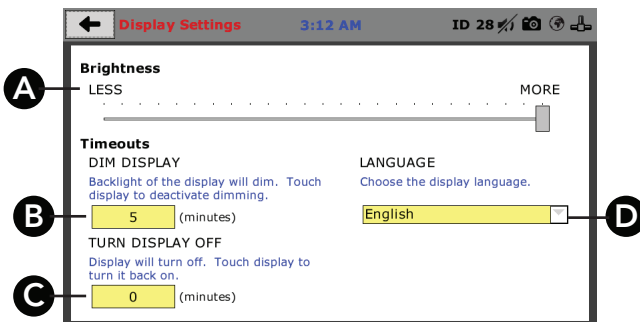 Display Settings 3:12 AM ID 28
Brightness
A
LESS MORE
Timeouts
DIM DISPLAY
Backlight of the display will dim. Touch
display to deactivate dimming.
B
5 (minutes)
TURN DISPLAY OFF
Display will turn off. Touch display to
turn it back on.
C
0 (minutes)
LANGUAGE
Choose the display language.
English
D